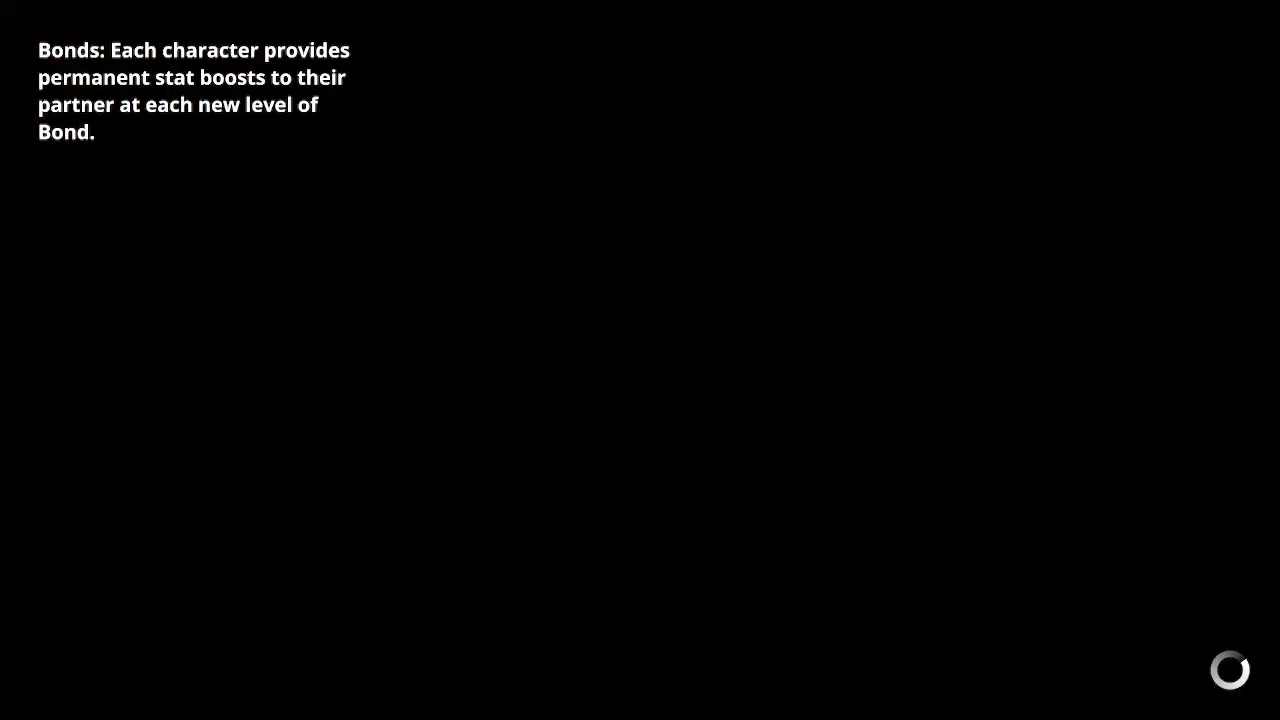 Bonds: Each character provides
permanent stat boosts to their
partner at each new level of
Bond.